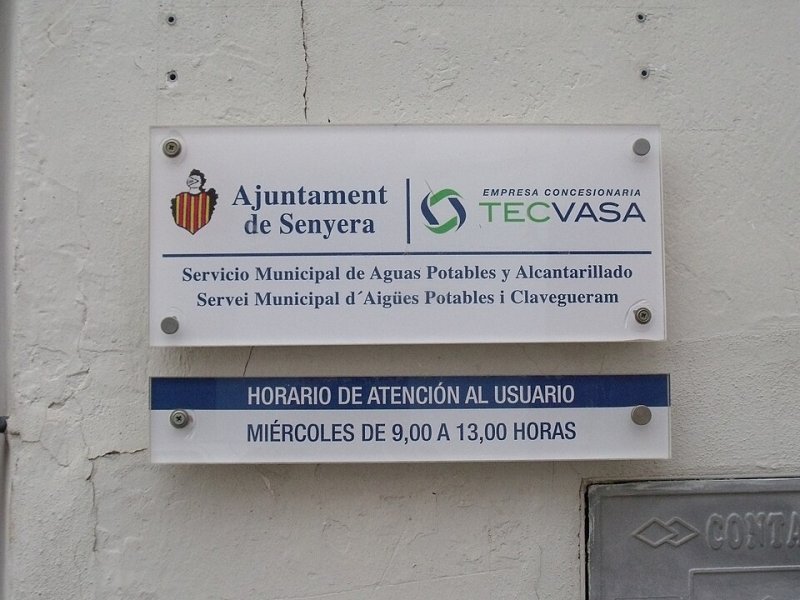 Ajuntament
de Senyera
EMPRESA CONCESIONARIA
TECVASA
Servicio Municipal de Aguas Potables y Alcantarillado
Servei Municipal d´Aigües Potables i Clavegueram
HORARIO DE ATENCIÓN AL USUARIO
MIÉRCOLES DE 9,00 A 13,00 HORAS
CONTA